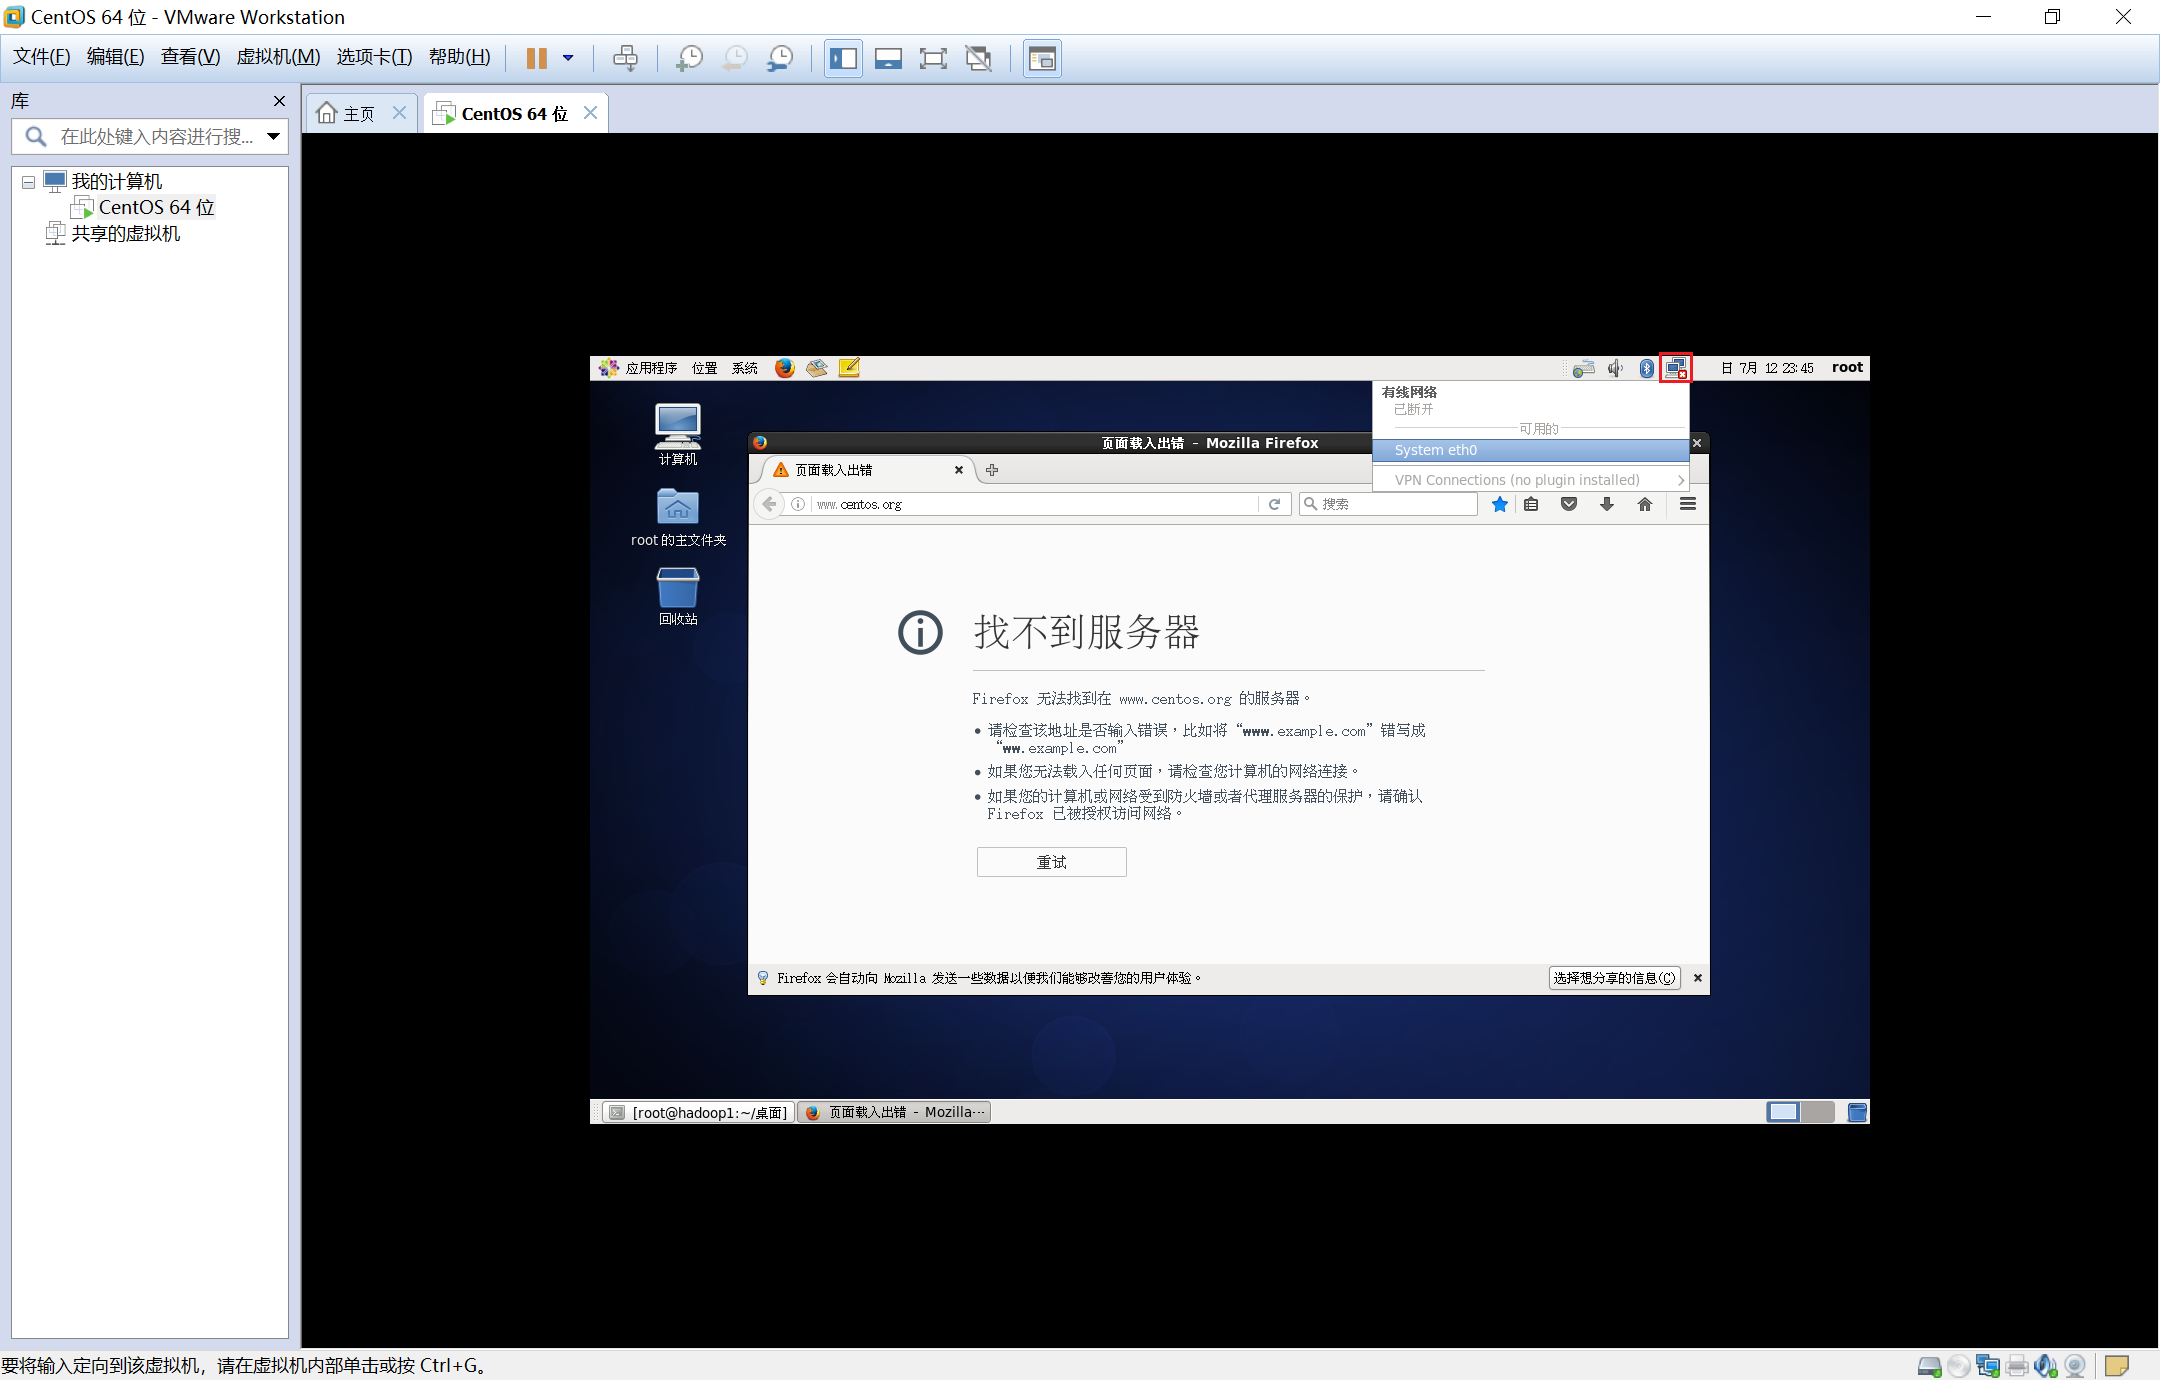 CentOS 64 位 - VMware Workstation
文件(F) 编辑(E) 查看(V) 虚拟机(M) 选项卡(T) 帮助(H)
库
在此处键入内容进行搜...
我的计算机
CentOS 64 位
共享的虚拟机
主页
CentOS 64 位
应用程序 位置 系统
日 7月 12 23:45 root
有线网络
已断开
可用的
System eth0
VPN Connections (no plugin installed)
计算机
root 的主文件夹
回收站
页面载入出错 - Mozilla Firefox
页面载入出错
www.centos.org
搜索
找不到服务器
Firefox 无法找到在 www.centos.org 的服务器。
• 请检查该地址是否输入错误，比如将“www.example.com”错写成
“ww.example.com”
• 如果您无法载入任何页面，请检查您计算机的网络连接。
• 如果您的计算机或网络受到防火墙或者代理服务器的保护，请确认
Firefox 已被授权访问网络。
重试
Firefox 会自动向 Mozilla 发送一些数据以便我们能够改善您的用户体验。
选择想分享的信息(C)
[root@hadoop1:~/桌面]
页面载入出错 - Mozilla…
要将输入定向到该虚拟机，请在虚拟机内部单击或按 Ctrl+G。